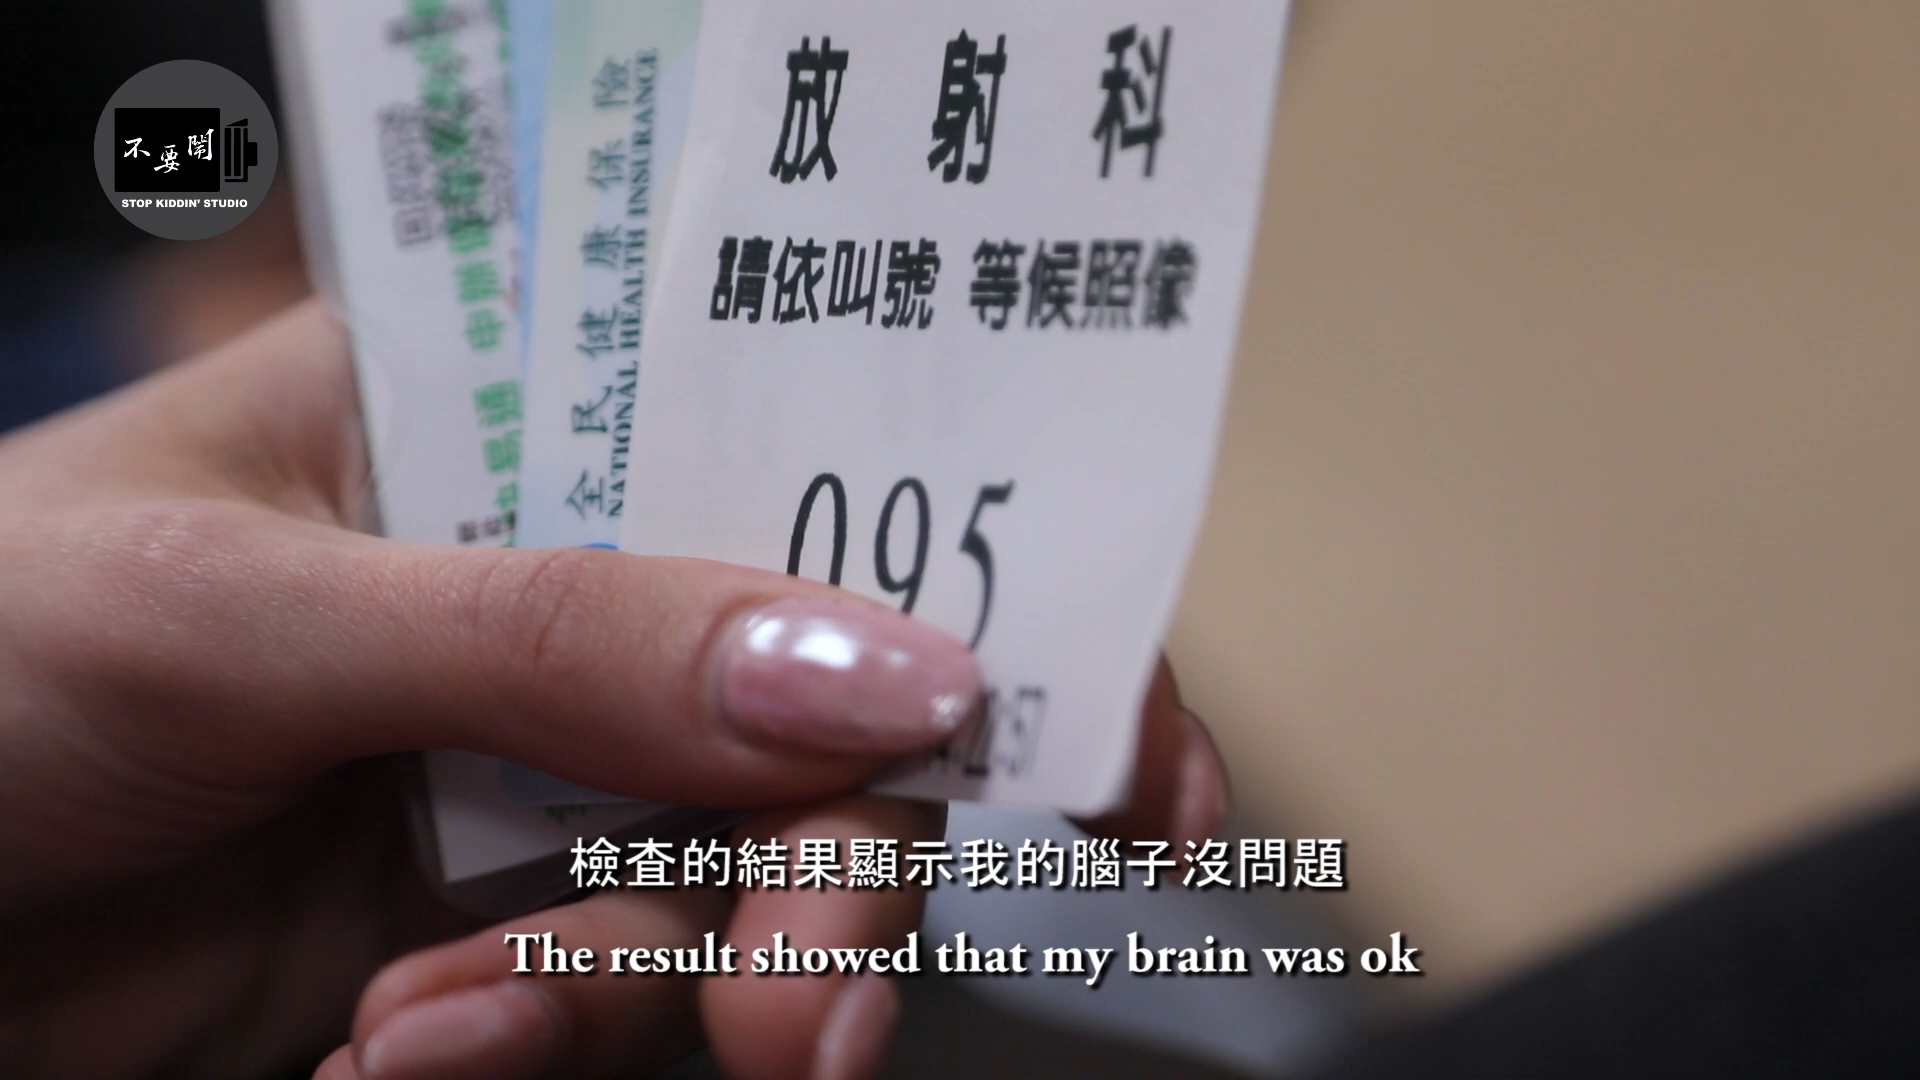 不要鬧
STOP KIDDIN' STUDIO
全民健康保險
NATIONAL HEALTH INSURANCE
放射科
請依叫號 等候照像
095
檢查的結果顯示我的腦子沒問題
The result showed that my brain was ok